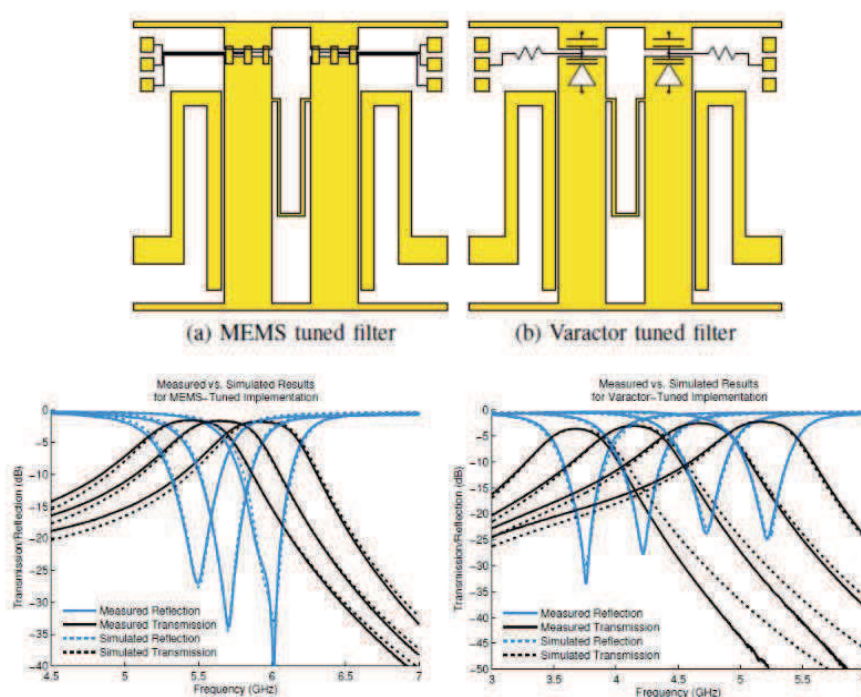 (a) MEMS tuned filter
(b) Varactor tuned filter
Measured vs. Simulated Results
for MEMS-Tuned Implementation
Transmission/Reflection (dB)
0
-5
-10
-15
-20
-25
-30
-35
-40
Measured Reflection
Measured Transmission
Simulated Reflection
Simulated Transmission
4.5
5
5.5
6
6.5
7
Frequency (GHz)
Measured vs. Simulated Results
for Varactor-Tuned Implementation
Transmission/Reflection (dB)
0
-5
-10
-15
-20
-25
-30
-35
-40
-45
-50
Measured Reflection
Measured Transmission
Simulated Reflection
Simulated Transmission
3
3.5
4
4.5
5
5.5
Frequency (GHz)